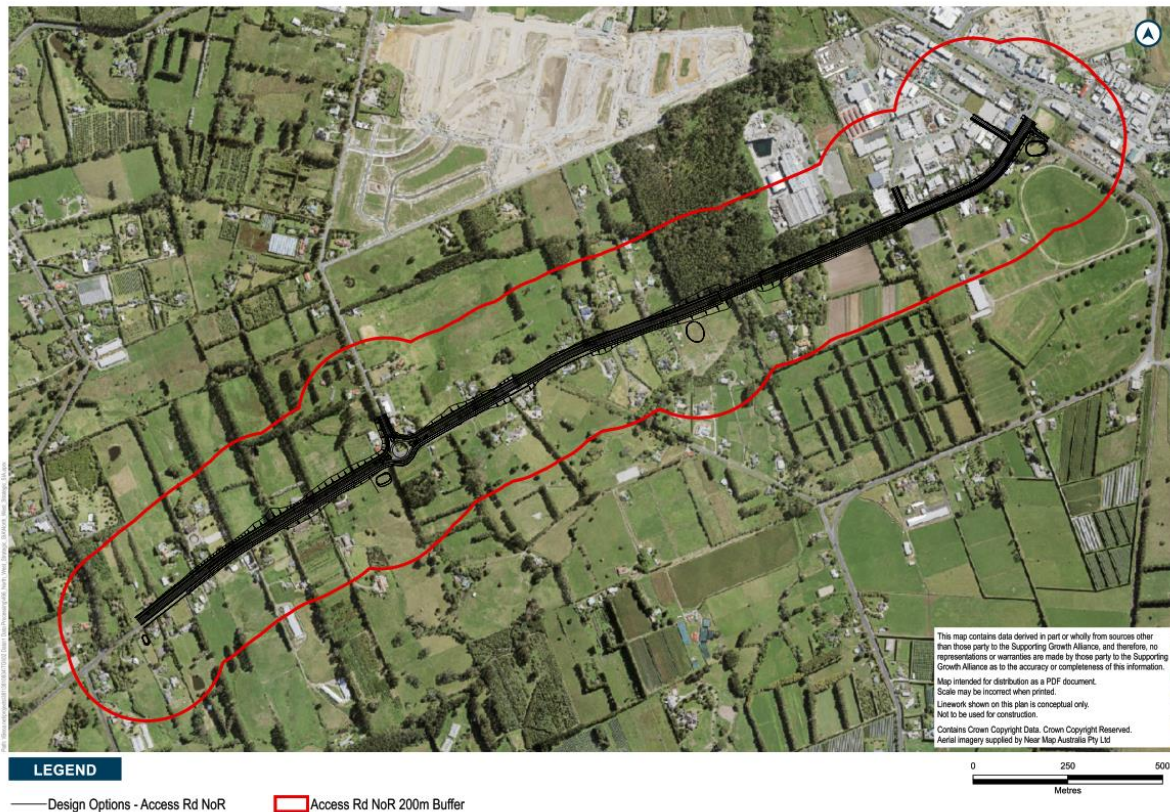 This map contains data derived in part or wholly from sources other
than those party to the Supporting Growth Alliance, and therefore, no
representations or warranties are made by those party to the Supporting
Growth Alliance as to the accuracy or completeness of this information.
Map intended for distribution as a PDF document.
Scale may be incorrect when printed.
Linework shown on this plan is conceptual only.
Not to be used for construction.
Contains Crown Copyright Data. Crown Copyright Reserved.
Aerial imagery supplied by Near Map Australia Pty Ltd
LEGEND
0 250 500
Metres
Design Options - Access Rd NoR
Access Rd NoR 200m Buffer